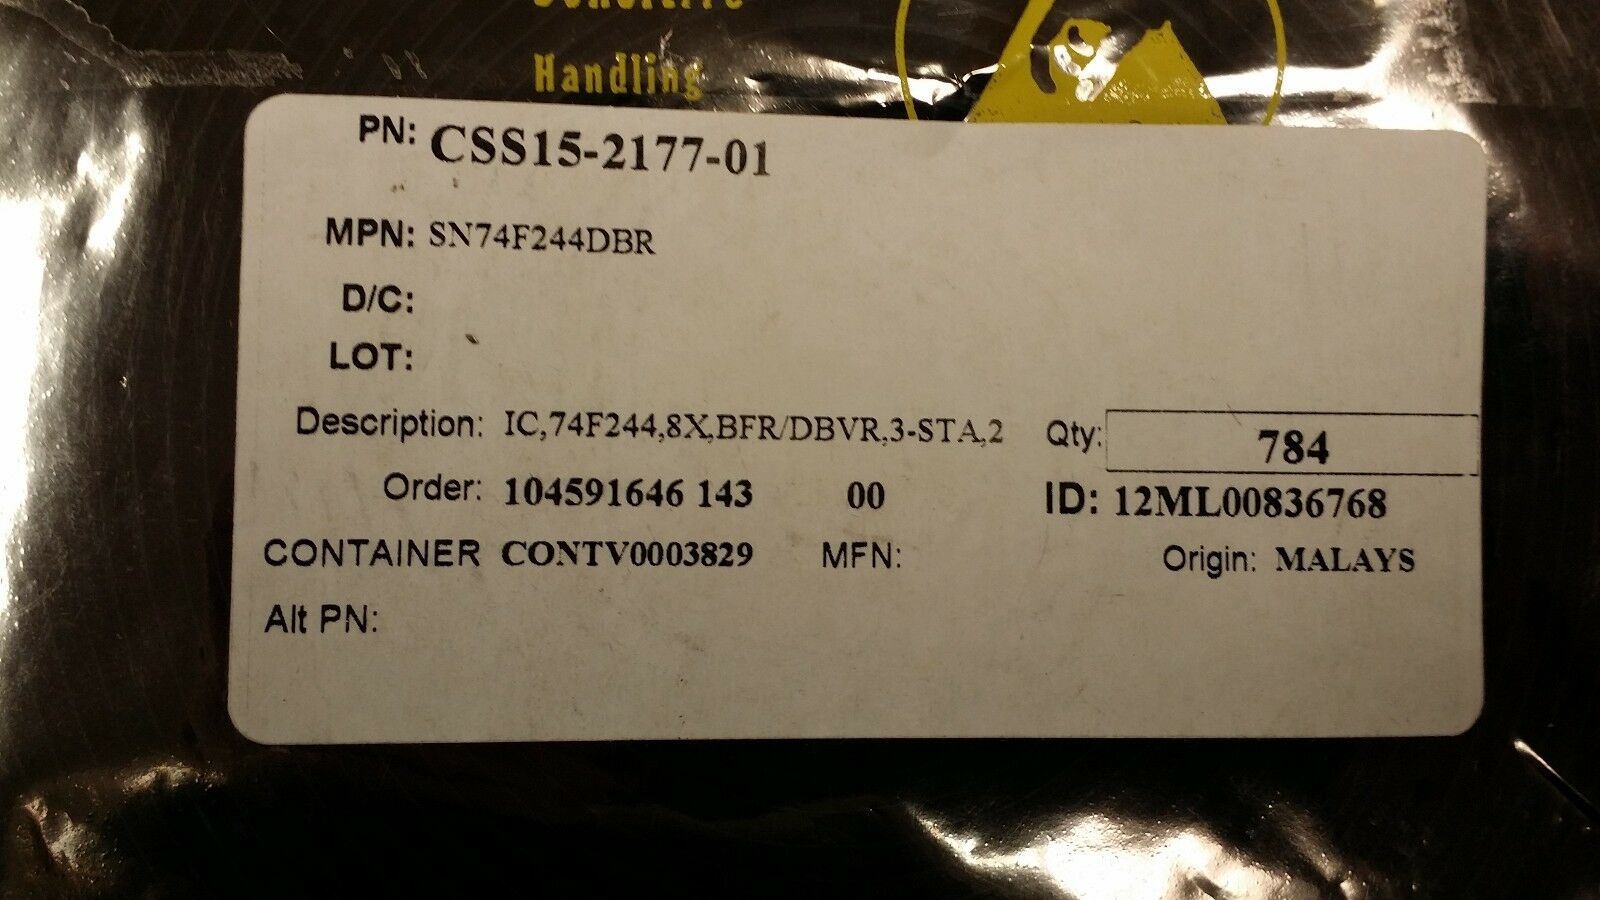 Handling
PN: CSS15-2177-01
MPN: SN74F244DBR
D/C:
LOT:
Description: IC,74F244,8X,BFR/DBVR,3-STA,2 Qty: 784
Order: 104591646 143 00 ID: 12ML00836768
CONTAINER CONTV0003829 MFN: Origin: MALAYS
Alt PN: